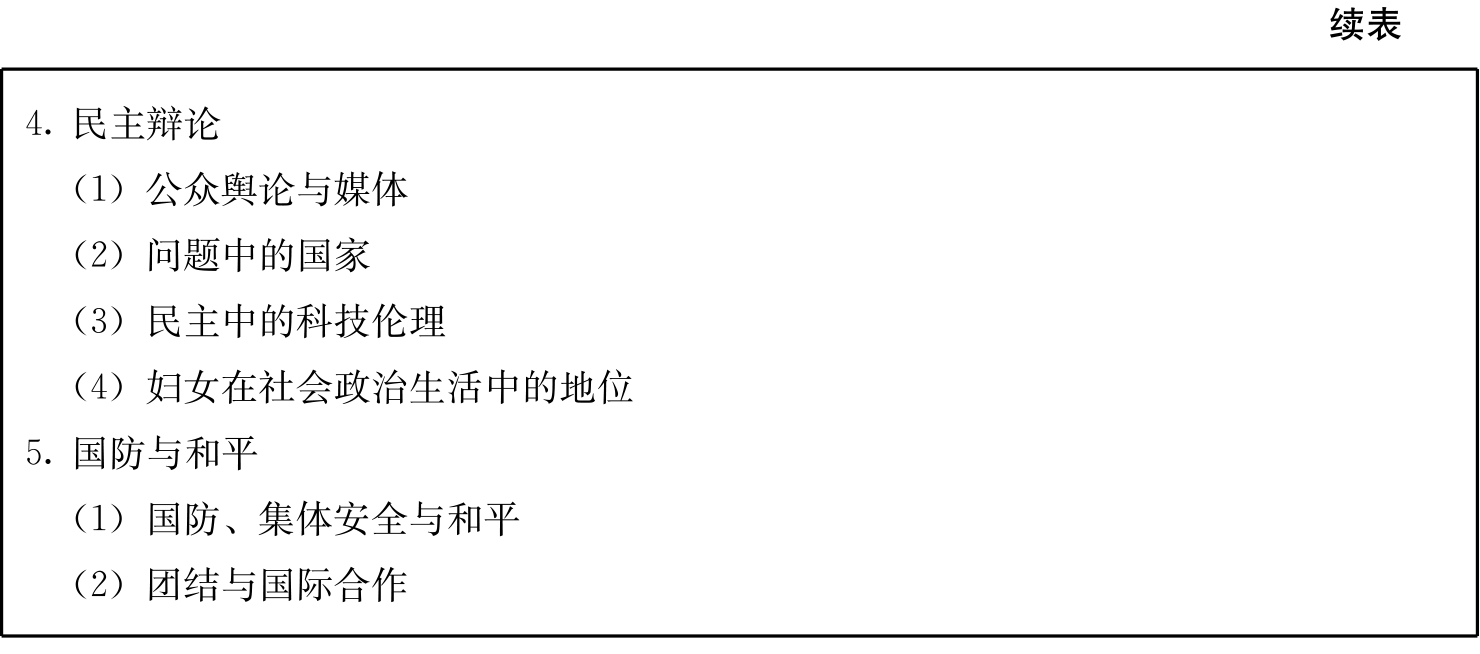 续表
4. 民主辩论
（1）公众舆论与媒体
（2）问题中的国家
（3）民主中的科技伦理
（4）妇女在社会政治生活中的地位
5. 国防与和平
（1）国防、集体安全与和平
（2）团结与国际合作